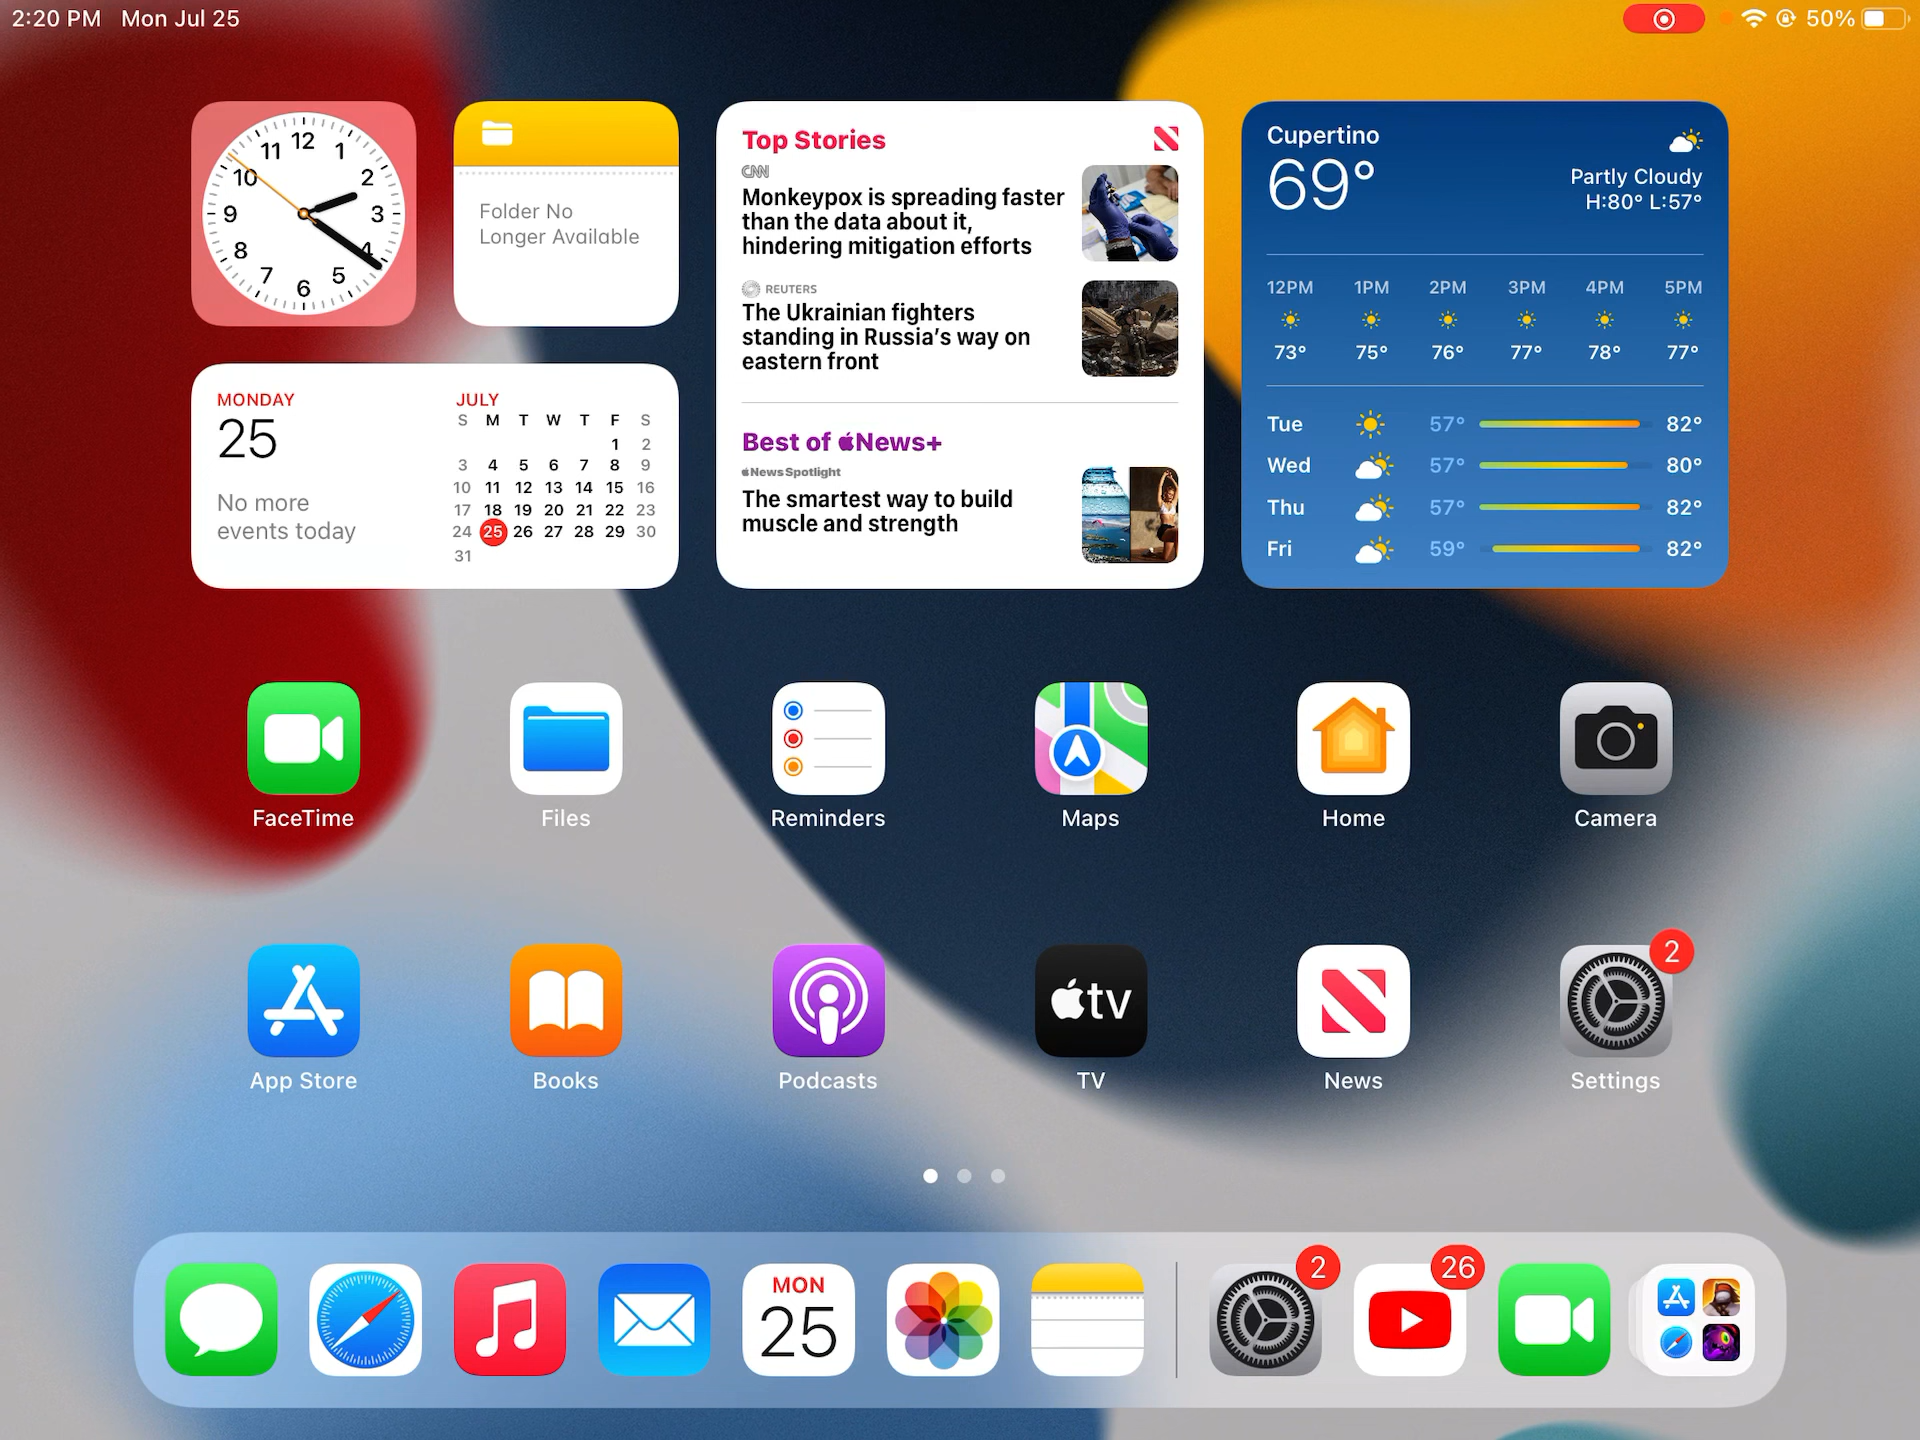 2:20 PM Mon Jul 25
50%
12
11 1
10 2
9 3
8 4
7 5
6
Folder No
Longer Available
MONDAY
25
No more
events today
JULY
S M T W T F S
1 2
3 4 5 6 7 8 9
10 11 12 13 14 15 16
17 18 19 20 21 22 23
24 25 26 27 28 29 30
31
Top Stories
CNN
Monkeypox is spreading faster
than the data about it,
hindering mitigation efforts
REUTERS
The Ukrainian fighters
standing in Russia’s way on
eastern front
Best of News+
News Spotlight
The smartest way to build
muscle and strength
Cupertino
69°
Partly Cloudy
H:80° L:57°
12PM 1PM 2PM 3PM 4PM 5PM
73° 75° 76° 77° 78° 77°
Tue 57° 82°
Wed 57° 80°
Thu 57° 82°
Fri 59° 82°
FaceTime Files Reminders Maps Home Camera
tv
2
App Store Books Podcasts TV News Settings
MON
25
2
26